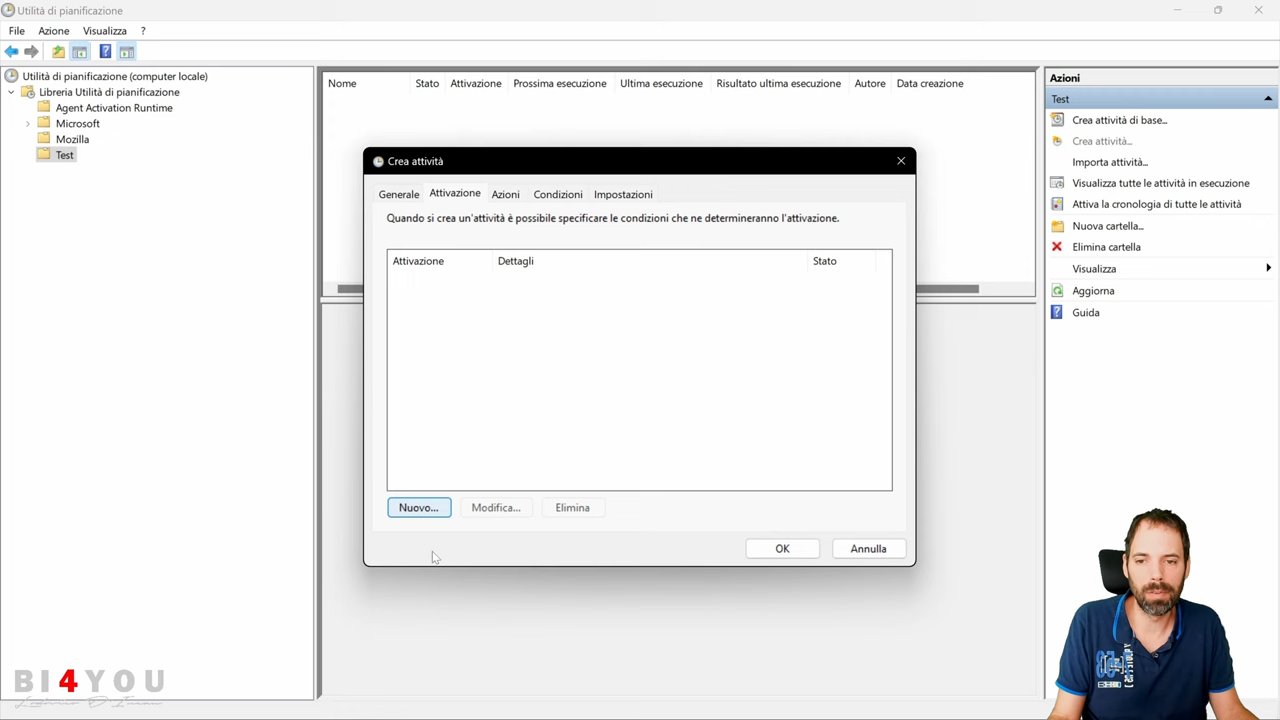 Utilità di pianificazione
File Azione Visualizza ?
Utilità di pianificazione (computer locale)
Libreria Utilità di pianificazione
Agent Activation Runtime
Microsoft
Mozilla
Test
Nome Stato Attivazione Prossima esecuzione Ultima esecuzione Risultato ultima esecuzione Autore Data creazione
Crea attività
Generale Attivazione Azioni Condizioni Impostazioni
Quando si crea un'attività è possibile specificare le condizioni che ne determineranno l'attivazione.
Attivazione Dettagli Stato
Nuovo... Modifica... Elimina
OK Annulla
Azioni
Test
Crea attività di base...
Crea attività...
Importa attività...
Visualizza tutte le attività in esecuzione
Attiva la cronologia di tutte le attività
Nuova cartella...
Elimina cartella
Visualizza
Aggiorna
Guida
BI4YOU